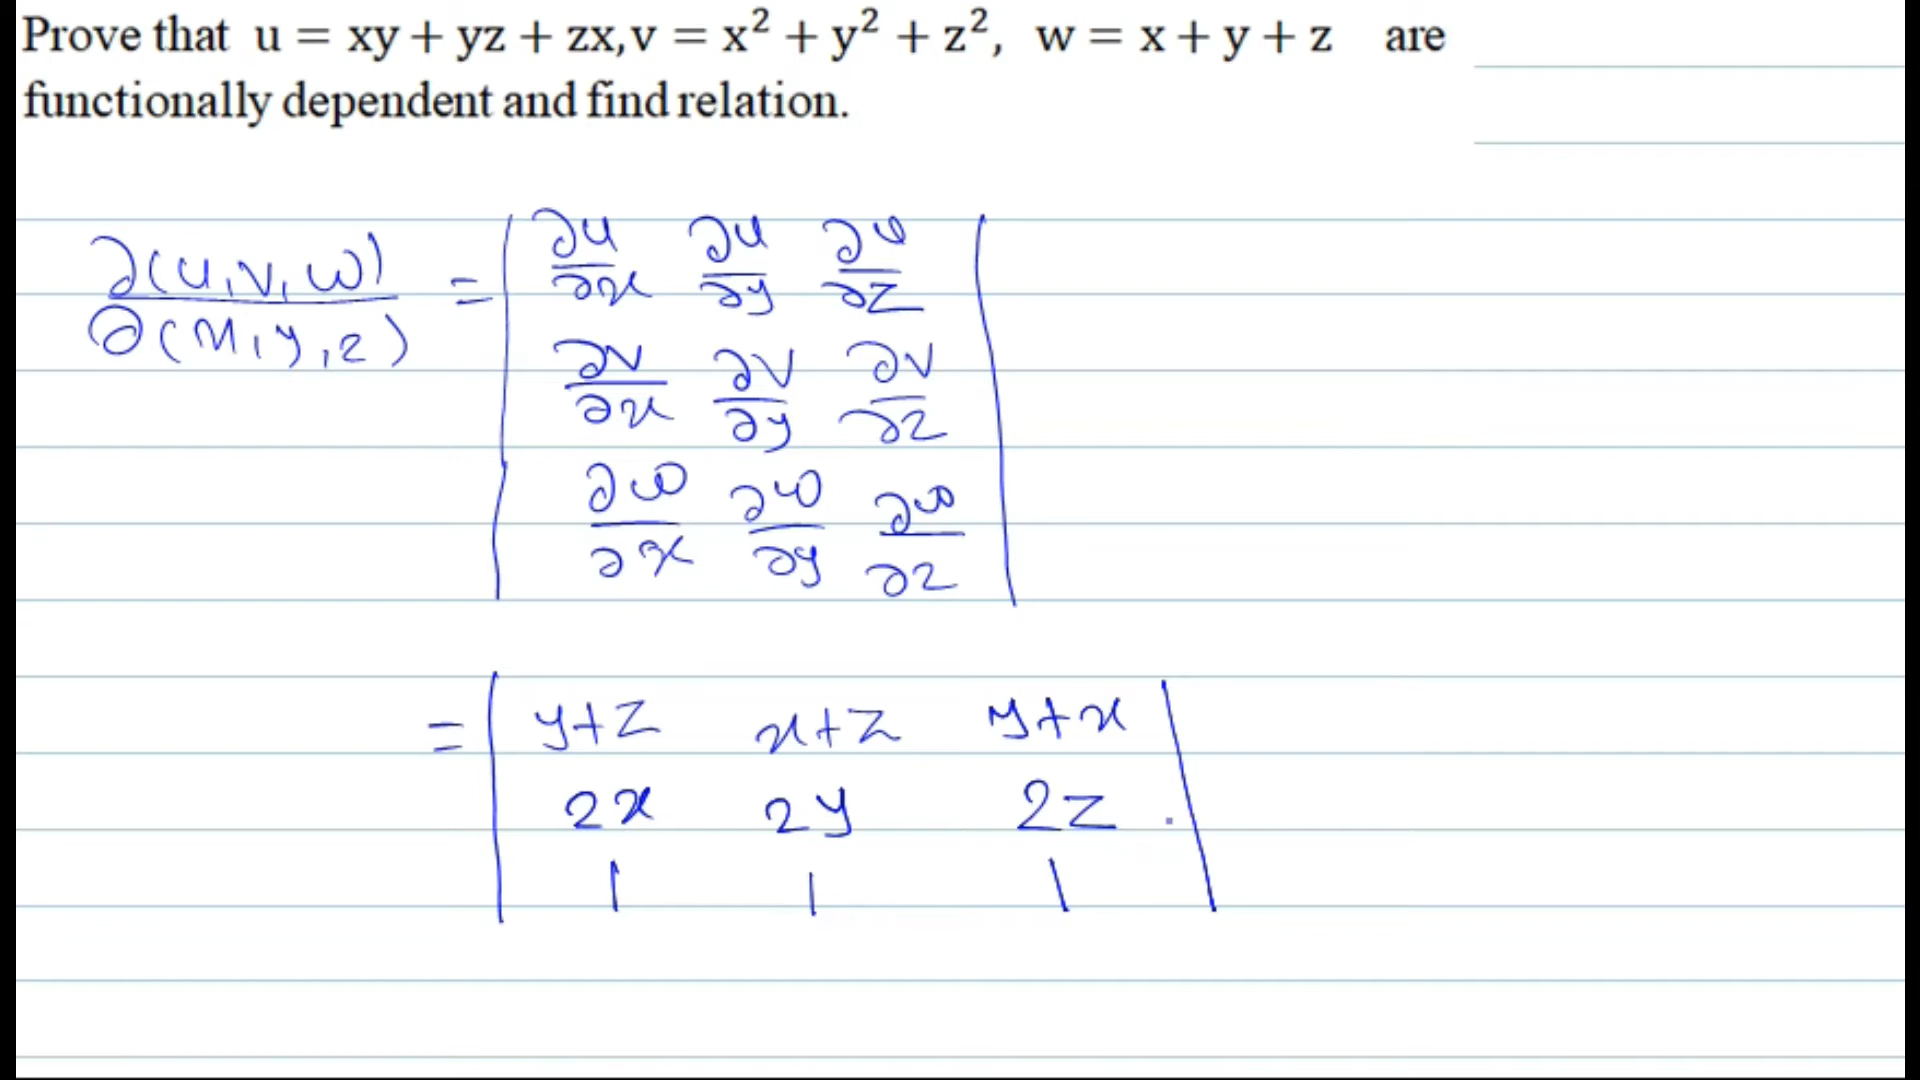 Prove that u = xy + yz + zx, v = x² + y² + z², w = x + y + z are
functionally dependent and find relation.
∂(u,v,w)/∂(x,y,z) = | ∂u/∂x ∂u/∂y ∂u/∂z |
| ∂v/∂x ∂v/∂y ∂v/∂z |
| ∂w/∂x ∂w/∂y ∂w/∂z |
= | y+z x+z y+x |
| 2x 2y 2z |
| 1 1 1 |